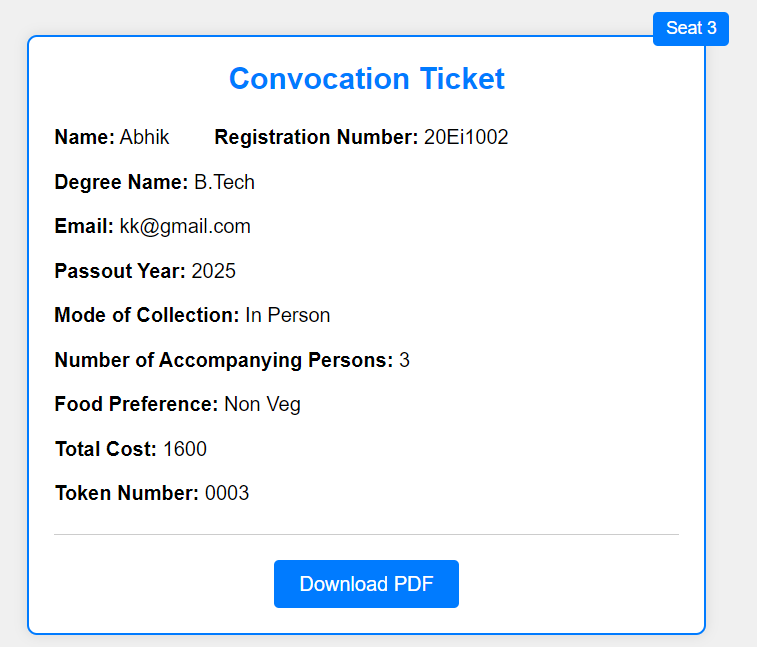 Seat 3
Convocation Ticket
Name: Abhik Registration Number: 20Ei1002
Degree Name: B.Tech
Email: kk@gmail.com
Passout Year: 2025
Mode of Collection: In Person
Number of Accompanying Persons: 3
Food Preference: Non Veg
Total Cost: 1600
Token Number: 0003
Download PDF